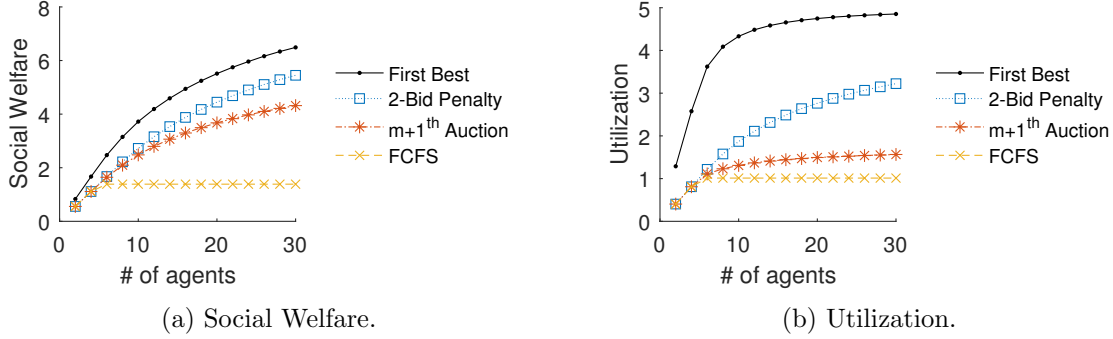 Social Welfare
8
6
4
2
0
0 10 20 30
# of agents
First Best
2-Bid Penalty
m+1th Auction
FCFS
(a) Social Welfare.
Utilization
5
4
3
2
1
0
0 10 20 30
# of agents
First Best
2-Bid Penalty
m+1th Auction
FCFS
(b) Utilization.